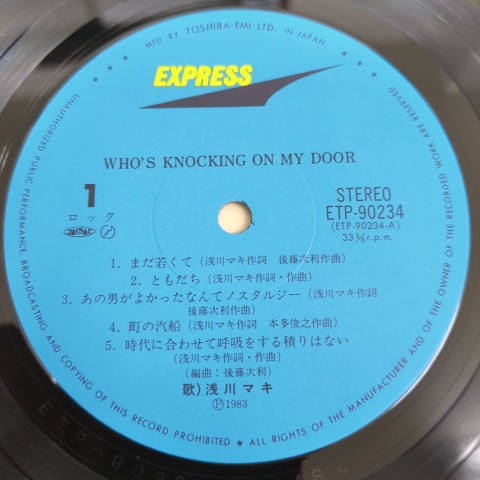 MFD. BY TOSHIBA-EMI LTD. IN JAPAN
EXPRESS
WHO'S KNOCKING ON MY DOOR
1
ロック
JASRAC
STEREO
ETP-90234
(ETP-90234-A)
33⅓r.p.m.
1. まだ若くて (浅川マキ作詞 後藤次利作曲)
2. ともだち (浅川マキ作詞・作曲)
3. あの男がよかったなんてノスタルジー (浅川マキ作詞
後藤次利作曲)
4. 町の汽船 (浅川マキ作詞 本多俊之作曲)
5. 時代に合わせて呼吸をする積りはない
(浅川マキ作詞・作曲)
(編曲:後藤次利)
歌) 浅川マキ
Ⓟ1983
★ ALL RIGHTS OF THE MANUFACTURER AND OF THE OWNER OF THE RECORDED WORK ARE RESERVED
★ UNAUTHORIZED PUBLIC PERFORMANCE, BROADCASTING AND COPYING OF THIS RECORD PROHIBITED